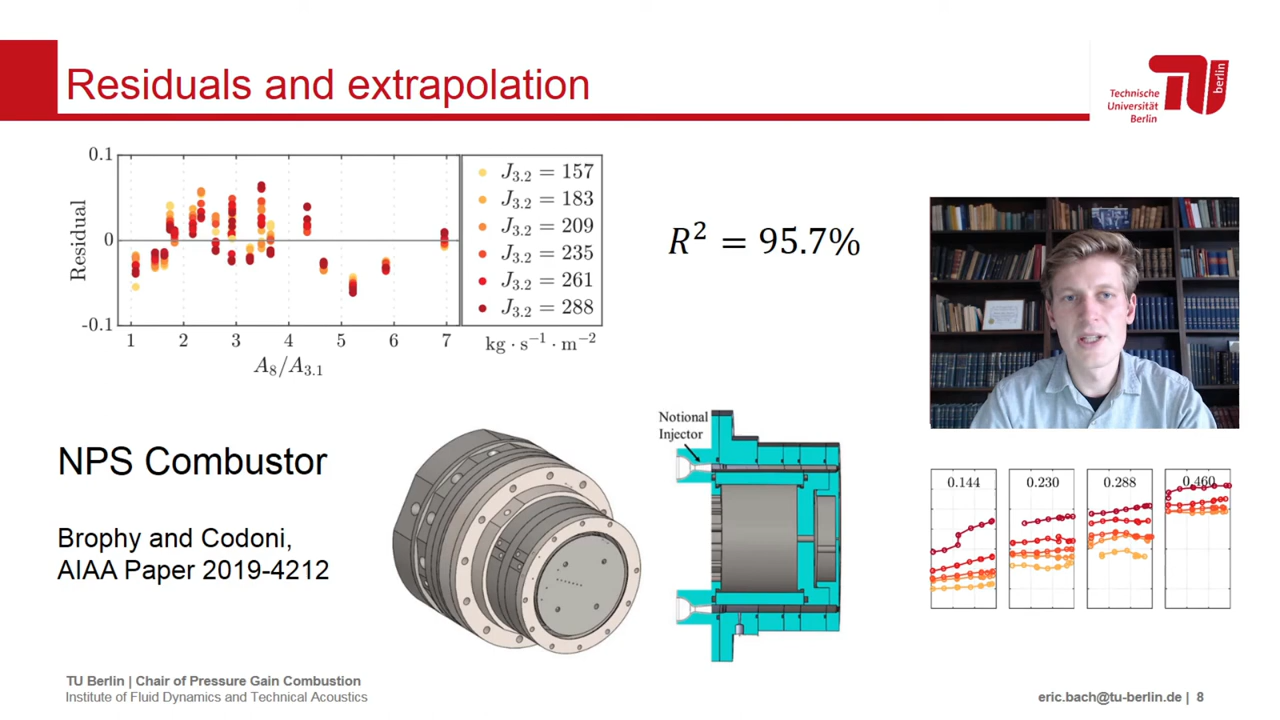 Residuals and extrapolation
Technische
Universität
Berlin
berlin
0.1
0
-0.1
Residual
1 2 3 4 5 6 7
A₈/A₃.₁
J₃.₂ = 157
J₃.₂ = 183
J₃.₂ = 209
J₃.₂ = 235
J₃.₂ = 261
J₃.₂ = 288
kg · s⁻¹ · m⁻²
R² = 95.7%
NPS Combustor
Brophy and Codoni,
AIAA Paper 2019-4212
Notional
Injector
0.144 0.230 0.288 0.460
TU Berlin | Chair of Pressure Gain Combustion
Institute of Fluid Dynamics and Technical Acoustics
eric.bach@tu-berlin.de | 8